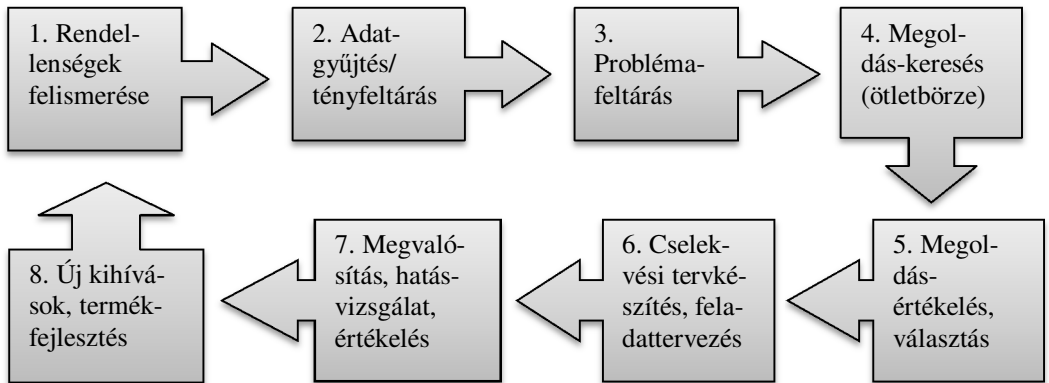 1. Rendel-
lenségek
felismerése
2. Adat-
gyűjtés/
tényfeltárás
3.
Probléma-
feltárás
4. Megol-
dás-keresés
(ötletbörze)
5. Megol-
dás-
értékelés,
választás
6. Cselek-
vési tervké-
szítés, fela-
dattervezés
7. Megvaló-
sítás, hatás-
vizsgálat,
értékelés
8. Új kihívá-
sok, termék-
fejlesztés